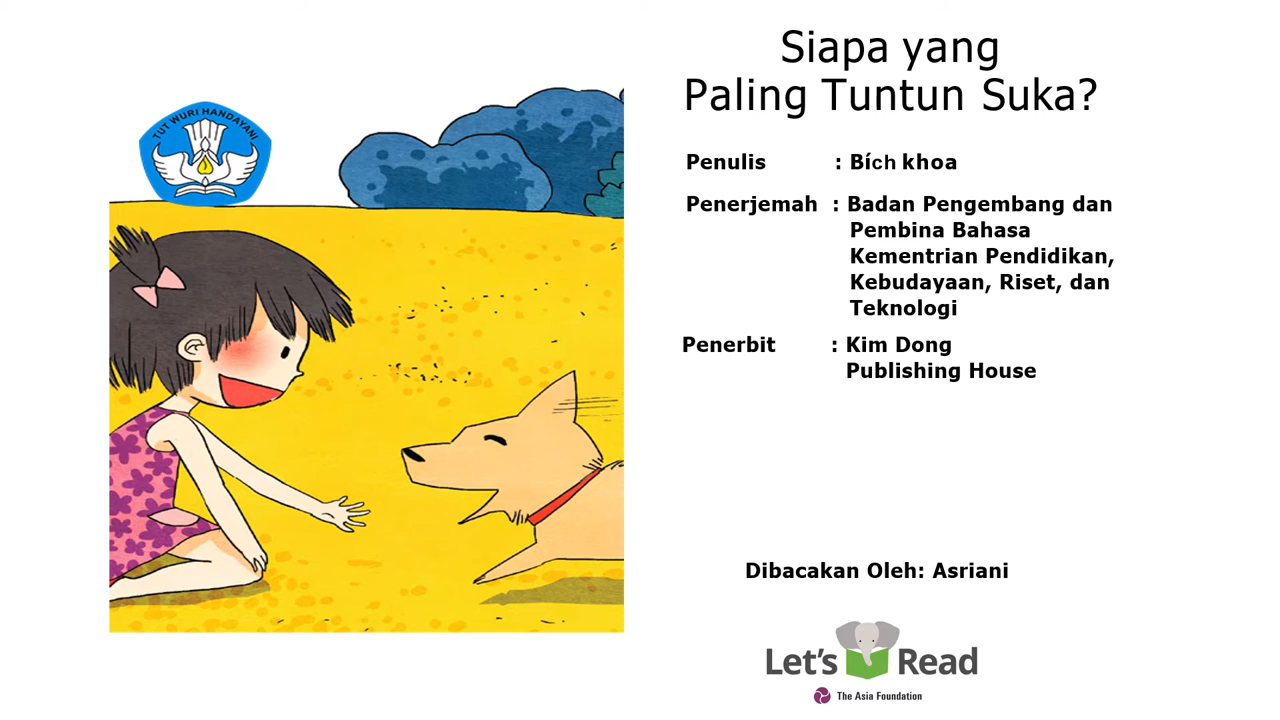 TUT WURI HANDAYANI
Siapa yang
Paling Tuntun Suka?
Penulis : Bích khoa
Penerjemah : Badan Pengembang dan
Pembina Bahasa
Kementrian Pendidikan,
Kebudayaan, Riset, dan
Teknologi
Penerbit : Kim Dong
Publishing House
Dibacakan Oleh: Asriani
Let's Read
The Asia Foundation